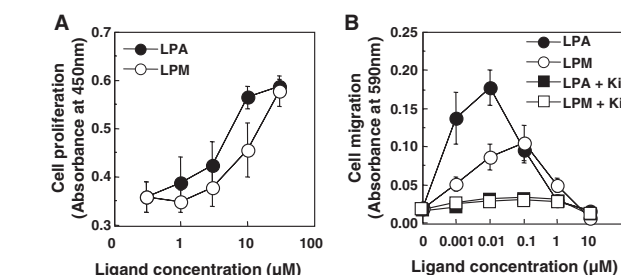 A
0.7
0.6
0.5
0.4
0.3
Cell proliferation
(Absorbance at 450nm)
LPA
LPM
0 1 10 100
Ligand concentration (µM)
B
0.25
0.20
0.15
0.10
0.05
0.00
Cell migration
(Absorbance at 590nm)
LPA
LPM
LPA + Ki
LPM + Ki
0 0.001 0.01 0.1 1 10
Ligand concentration (µM)